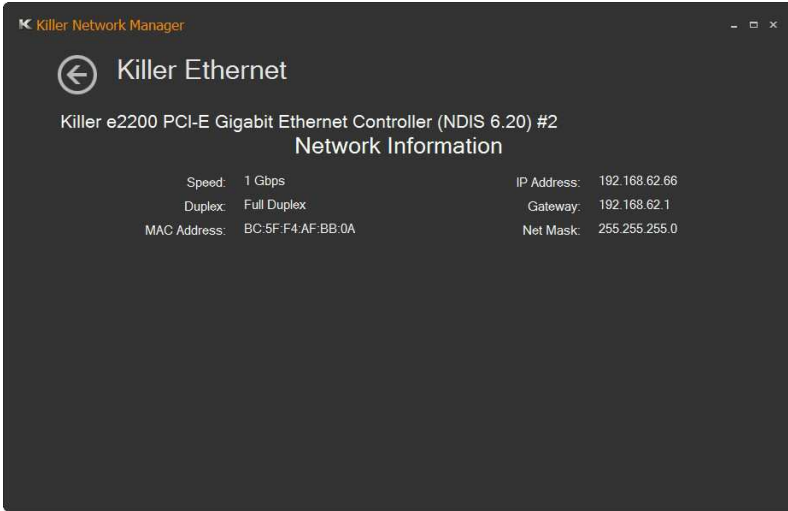 Killer Network Manager
Killer Ethernet
Killer e2200 PCI-E Gigabit Ethernet Controller (NDIS 6.20) #2
Network Information
Speed: 1 Gbps IP Address: 192.168.62.66
Duplex: Full Duplex Gateway: 192.168.62.1
MAC Address: BC:5F:F4:AF:BB:0A Net Mask: 255.255.255.0